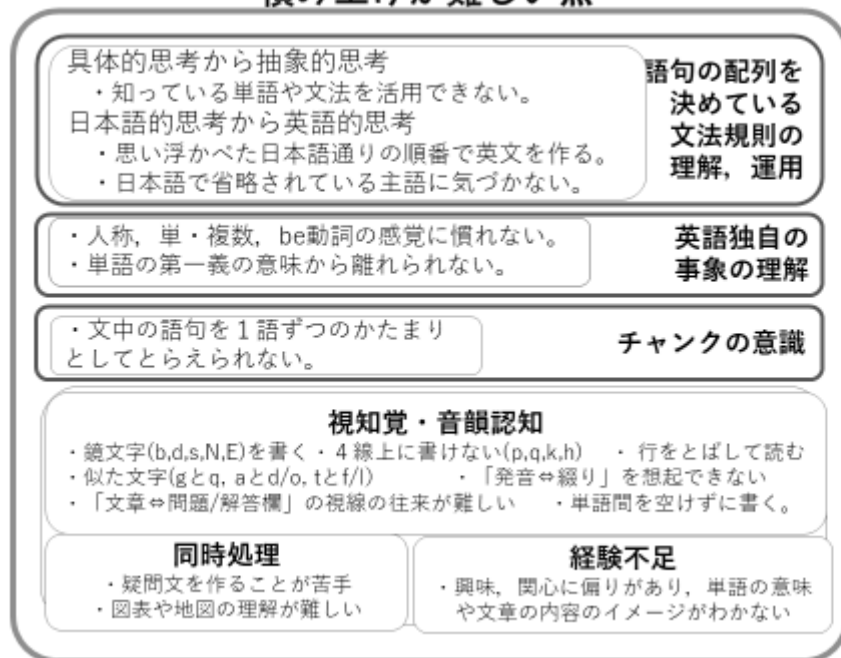 具体的思考から抽象的思考
・知っている単語や文法を活用できない。
日本語的思考から英語的思考
・思い浮かべた日本語通りの順番で英文を作る。
・日本語で省略されている主語に気づかない。
語句の配列を
決めている
文法規則の
理解，運用
・人称，単・複数，be動詞の感覚に慣れない。
・単語の第一義の意味から離れられない。
英語独自の
事象の理解
・文中の語句を１語ずつのかたまり
としてとらえられない。
チャンクの意識
視知覚・音韻認知
・鏡文字(b,d,s,N,E)を書く・４線上に書けない(p,q,k,h)　・行をとばして読む
・似た文字(gとq, aとd/o, tとf/l)　・「発音⇔綴り」を想起できない
・「文章⇔問題/解答欄」の視線の往来が難しい　・単語間を空けずに書く。
同時処理
・疑問文を作ることが苦手
・図表や地図の理解が難しい
経験不足
・興味，関心に偏りがあり，単語の意味
や文章の内容のイメージがわかない